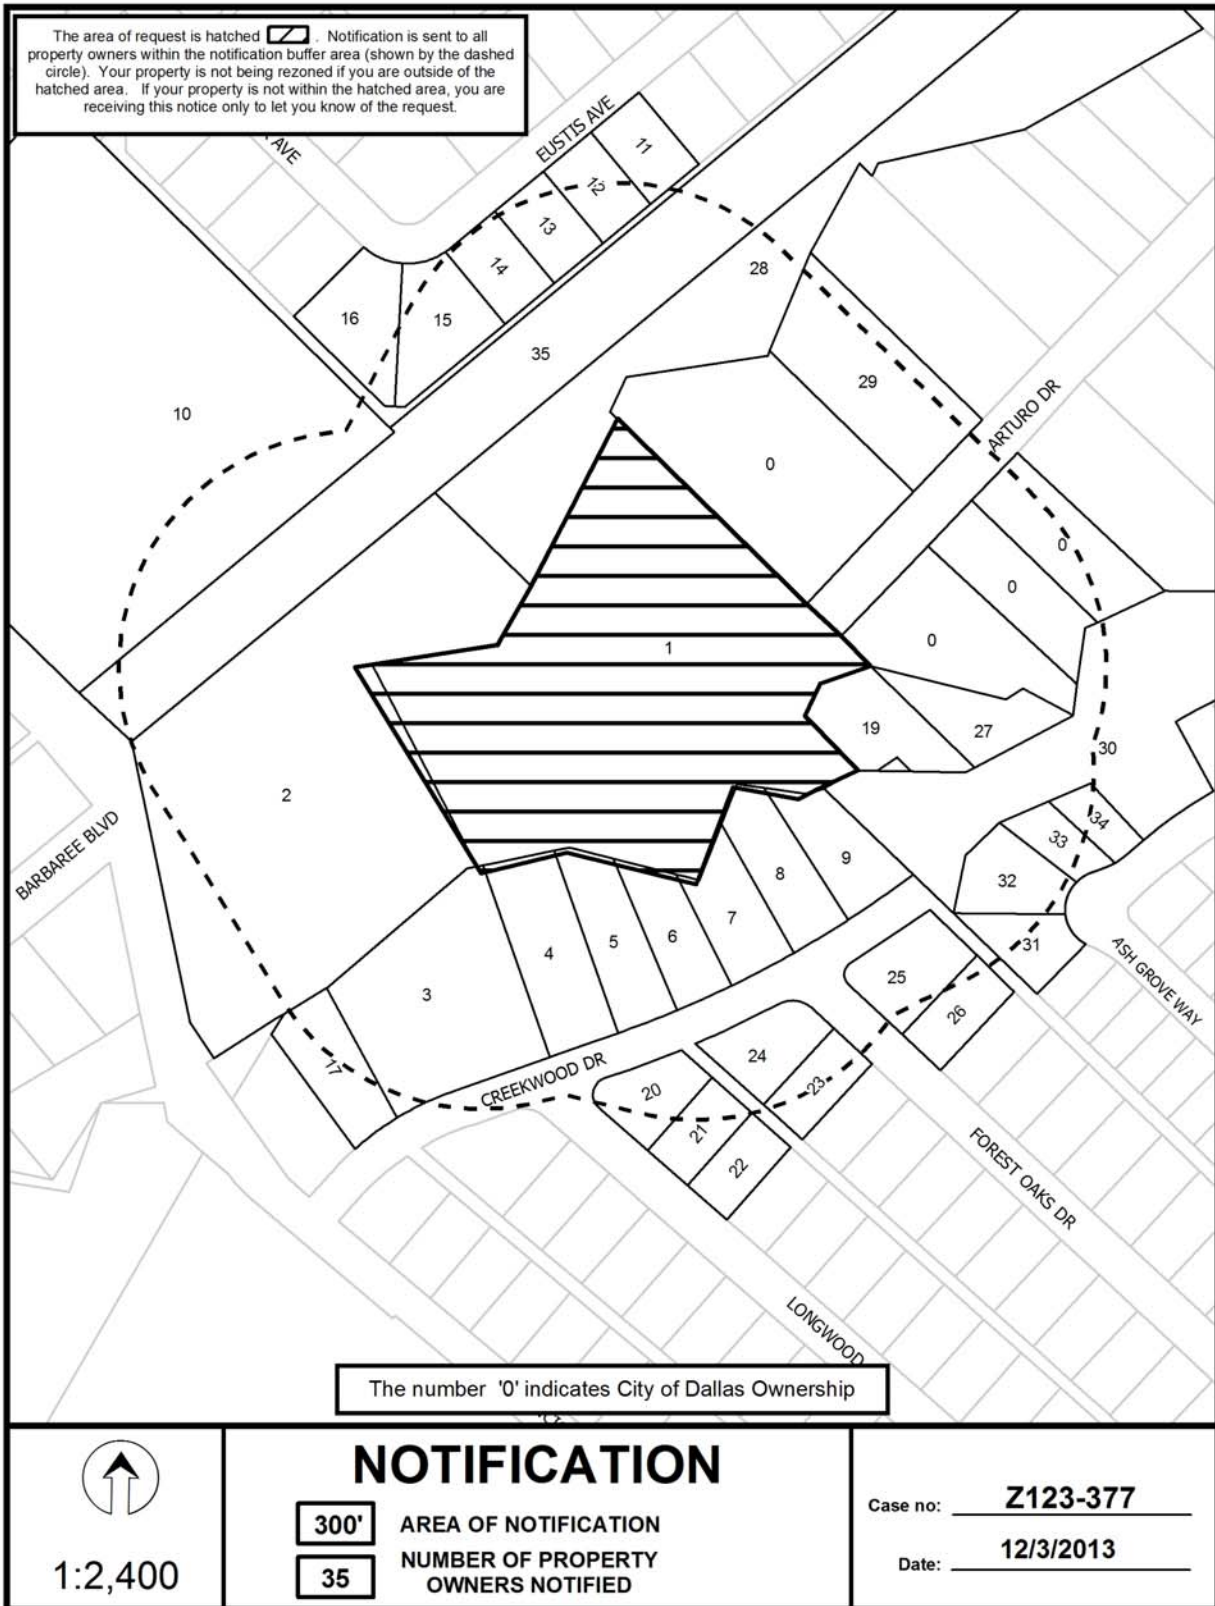 The area of request is hatched . Notification is sent to all
property owners within the notification buffer area (shown by the dashed
circle). Your property is not being rezoned if you are outside of the
hatched area. If your property is not within the hatched area, you are
receiving this notice only to let you know of the request.
AVE
EUSTIS AVE
11
12
13
14
15
16
28
35
10
29
ARTURO DR
0
0
0
0
1
19
27
30
2
BARBAREE BLVD
34
33
32
31
9
8
7
6
5
4
3
25
26
ASH GROVE WAY
17
CREEKWOOD DR
24
23
20
21
22
FOREST OAKS DR
LONGWOOD
The number '0' indicates City of Dallas Ownership
1:2,400
NOTIFICATION
300' AREA OF NOTIFICATION
35 NUMBER OF PROPERTY
OWNERS NOTIFIED
Case no: Z123-377
Date: 12/3/2013